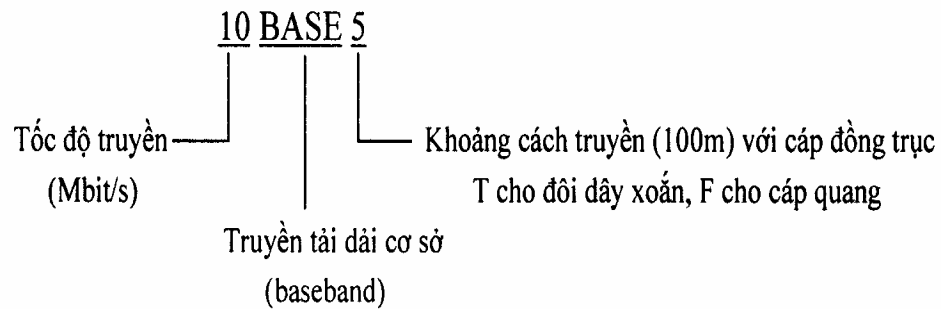 10 BASE 5
Tốc độ truyền
(Mbit/s)
Khoảng cách truyền (100m) với cáp đồng trục
T cho đôi dây xoắn, F cho cáp quang
Truyền tải dải cơ sở
(baseband)